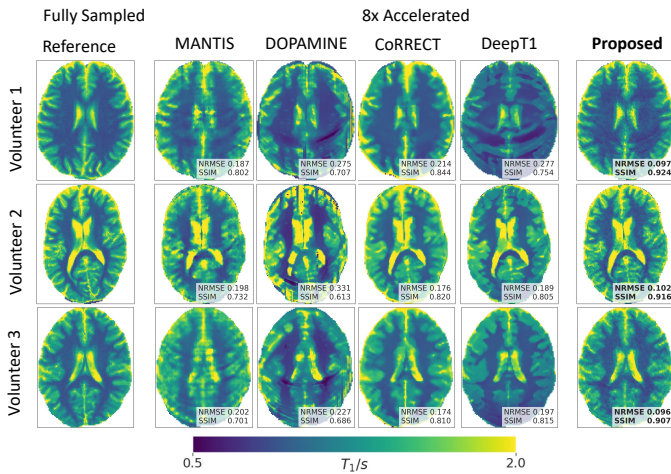 Fully Sampled 8x Accelerated
Reference MANTIS DOPAMINE CoRRECT DeepT1 Proposed
Volunteer 1
NRMSE 0.187 NRMSE 0.275 NRMSE 0.214 NRMSE 0.277 NRMSE 0.097
SSIM 0.802 SSIM 0.707 SSIM 0.844 SSIM 0.754 SSIM 0.924
Volunteer 2
NRMSE 0.198 NRMSE 0.331 NRMSE 0.176 NRMSE 0.189 NRMSE 0.102
SSIM 0.732 SSIM 0.613 SSIM 0.820 SSIM 0.805 SSIM 0.916
Volunteer 3
NRMSE 0.202 NRMSE 0.227 NRMSE 0.174 NRMSE 0.197 NRMSE 0.096
SSIM 0.701 SSIM 0.686 SSIM 0.810 SSIM 0.815 SSIM 0.907
0.5 T₁/s 2.0